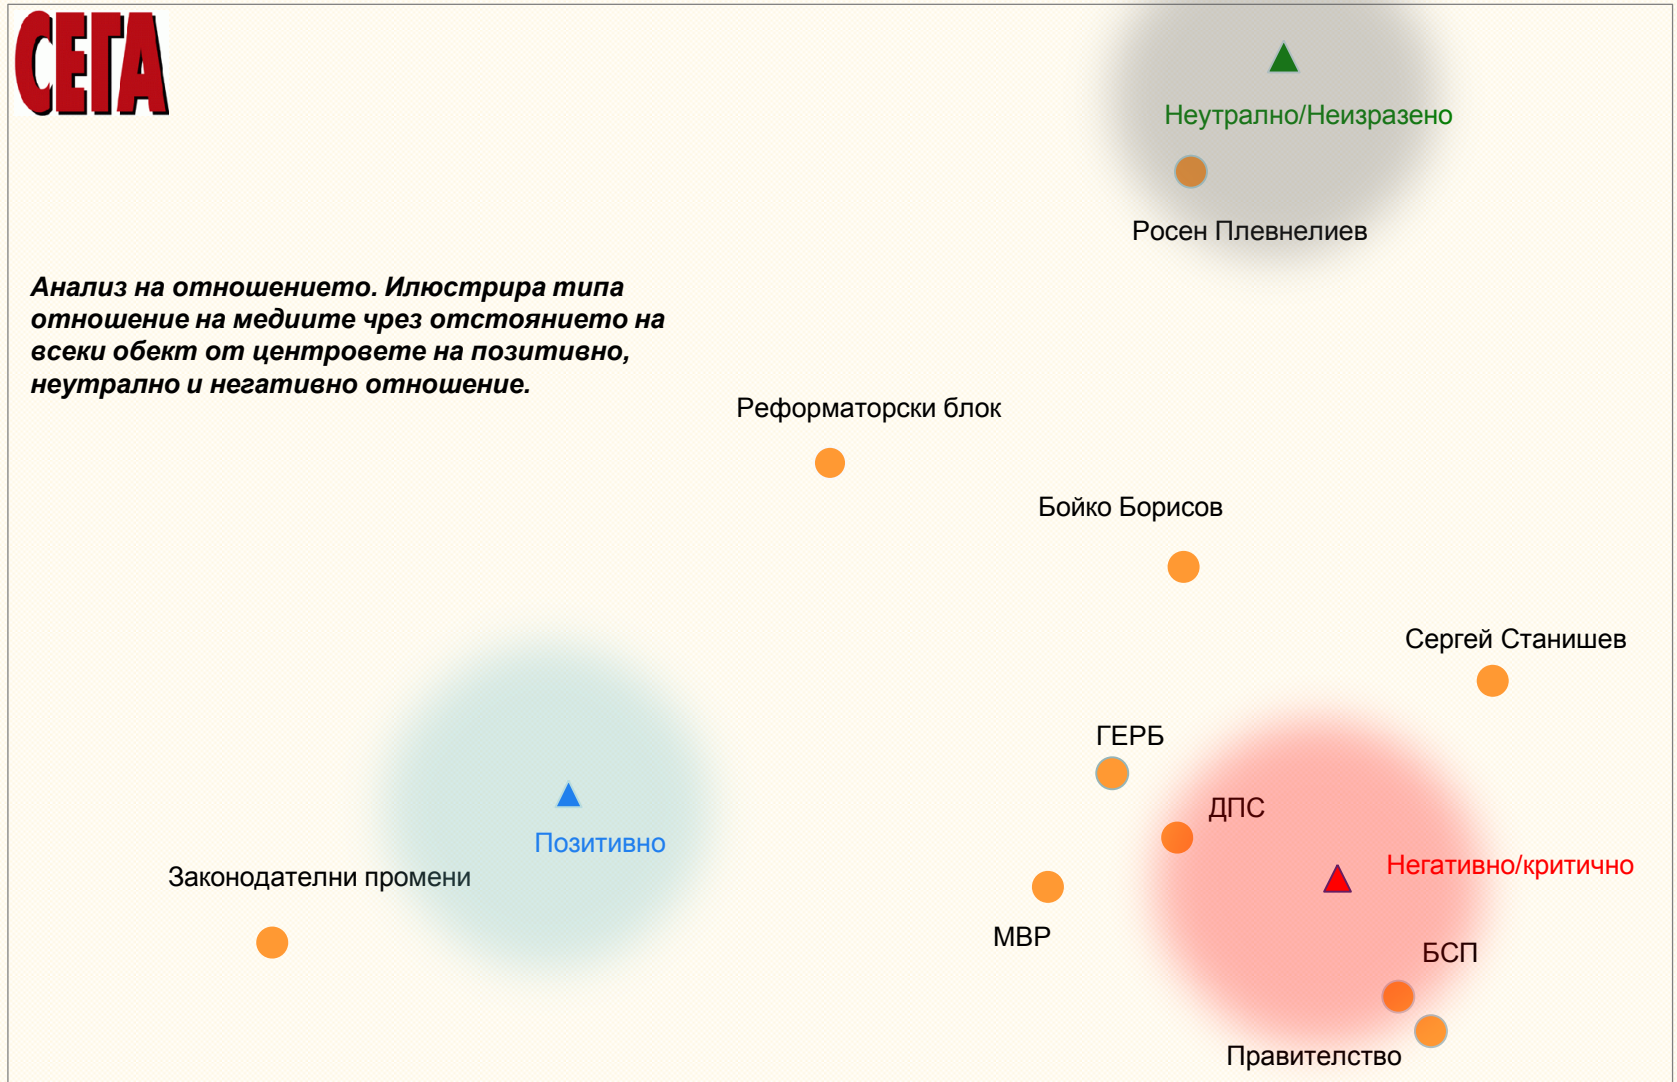 СЕГА
Неутрално/Неизразено
Росен Плевнелиев
Анализ на отношението. Илюстрира типа
отношение на медиите чрез отстоянието на
всеки обект от центровете на позитивно,
неутрално и негативно отношение.
Реформаторски блок
Бойко Борисов
Сергей Станишев
ГЕРБ
ДПС
Позитивно
Негативно/критично
Законодателни промени
МВР
БСП
Правителство